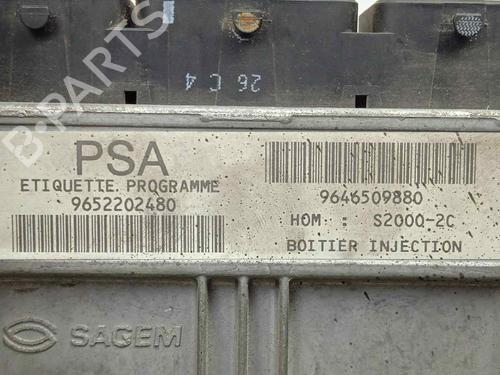 B-PARTS
26 C 4
PSA
ETIQUETTE PROGRAMME
9652202480
9646509880
HOM : S2000-2C
BOITIER INJECTION
SAGEM